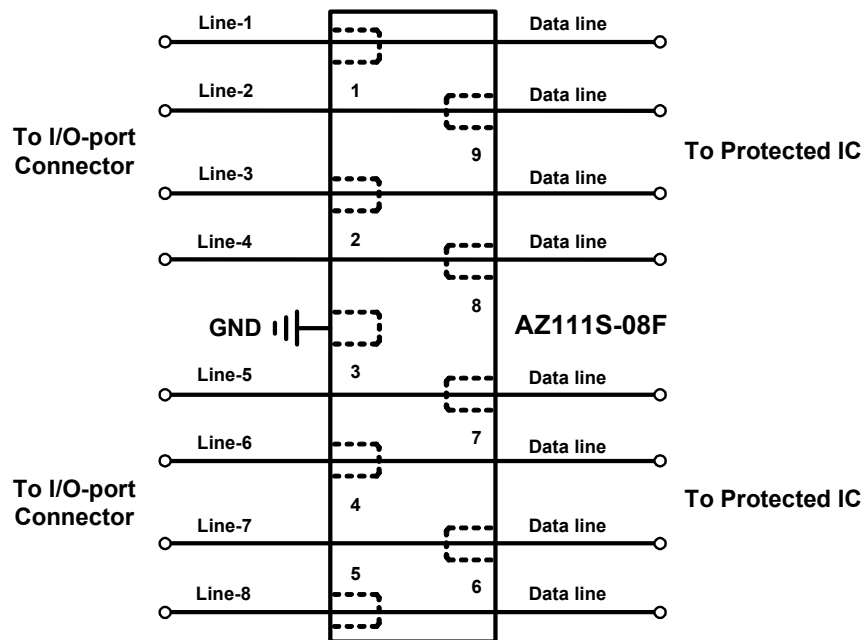 Line-1
Data line
Line-2
1
Data line
To I/O-port
Connector
9
To Protected IC
Line-3
Data line
2
Line-4
Data line
8
GND
AZ111S-08F
3
Line-5
Data line
7
Line-6
Data line
To I/O-port
Connector
4
To Protected IC
Line-7
Data line
5
6
Line-8
Data line